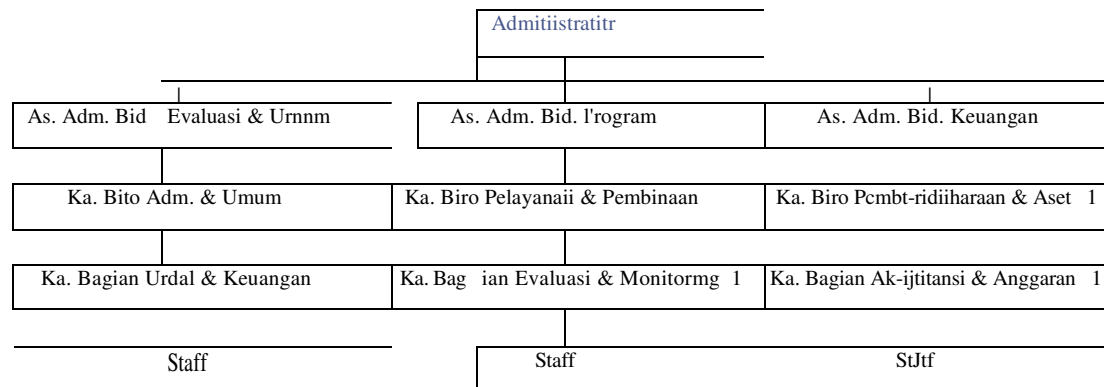 Admitiistratitr
As. Adm. Bid Evaluasi & Urnnm
As. Adm. Bid. l'rogram
As. Adm. Bid. Keuangan
Ka. Bito Adm. & Umum
Ka. Biro Pelayanaii & Pembinaan
Ka. Biro Pcmbt-ridiiharaan & Aset 1
Ka. Bagian Urdal & Keuangan
Ka. Bag ian Evaluasi & Monitormg 1
Ka. Bagian Ak-ijtitansi & Anggaran 1
Staff
Staff
StJtf